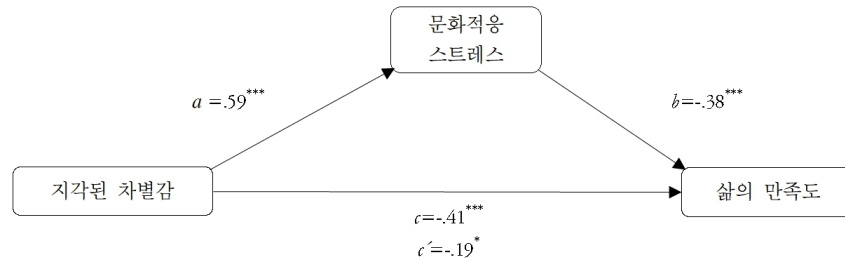 문화적응
스트레스
a =.59***
b=-.38***
지각된 차별감
삶의 만족도
c=-.41***
c´=-.19*